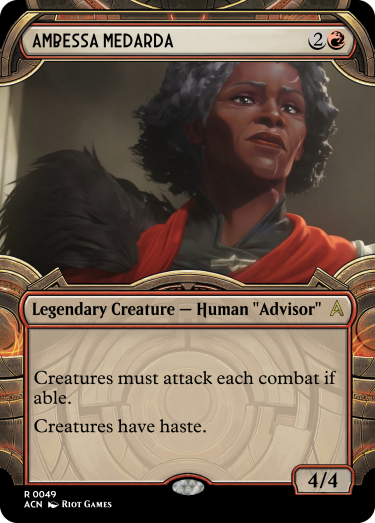 AMBESSA MEDARDA 2
Legendary Creature — Human "Advisor"
Creatures must attack each combat if
able.
Creatures have haste.
4/4
R 0049
ACN Riot Games